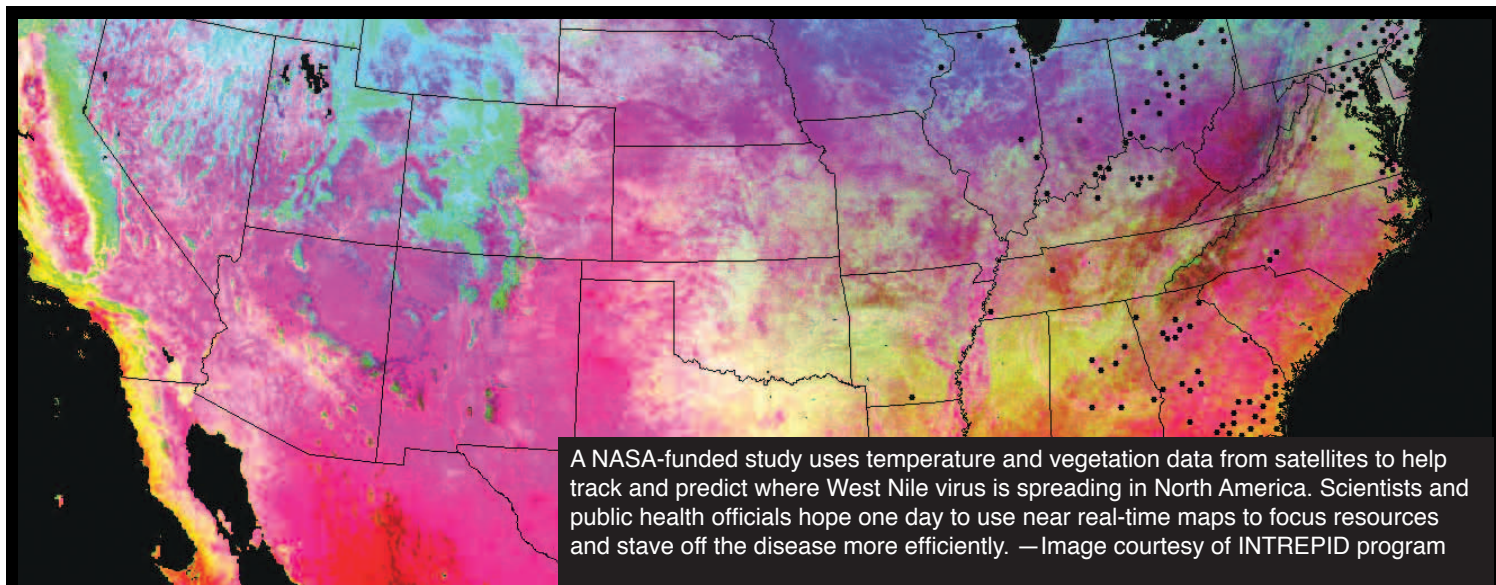 A NASA-funded study uses temperature and vegetation data from satellites to help
track and predict where West Nile virus is spreading in North America. Scientists and
public health officials hope one day to use near real-time maps to focus resources
and stave off the disease more efficiently. —Image courtesy of INTREPID program